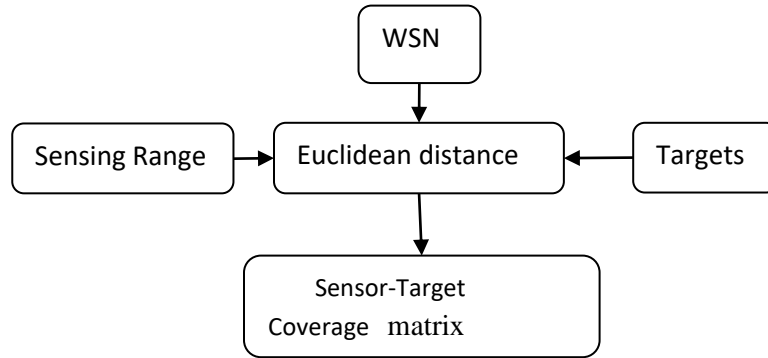 WSN
Sensing Range
Euclidean distance
Targets
Sensor-Target
Coverage matrix